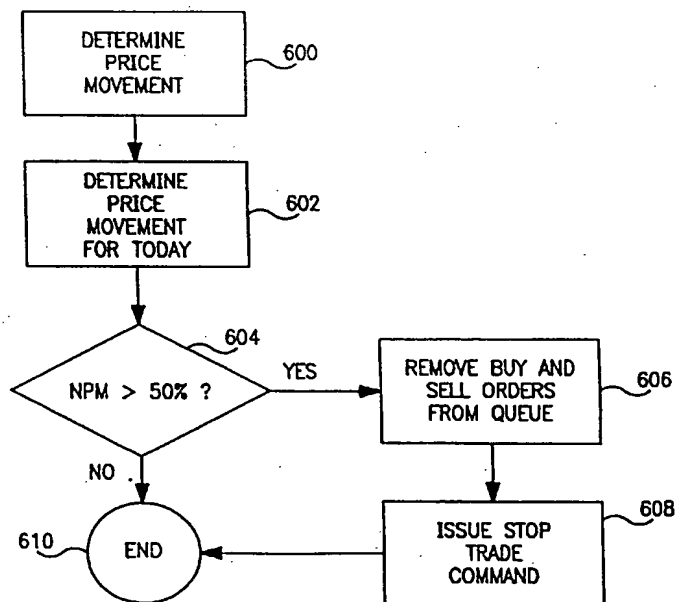 DETERMINE
PRICE
MOVEMENT
600
DETERMINE
PRICE
MOVEMENT
FOR TODAY
602
604
NPM > 50% ?
YES
REMOVE BUY AND
SELL ORDERS
FROM QUEUE
606
NO
610
END
ISSUE STOP
TRADE
COMMAND
608